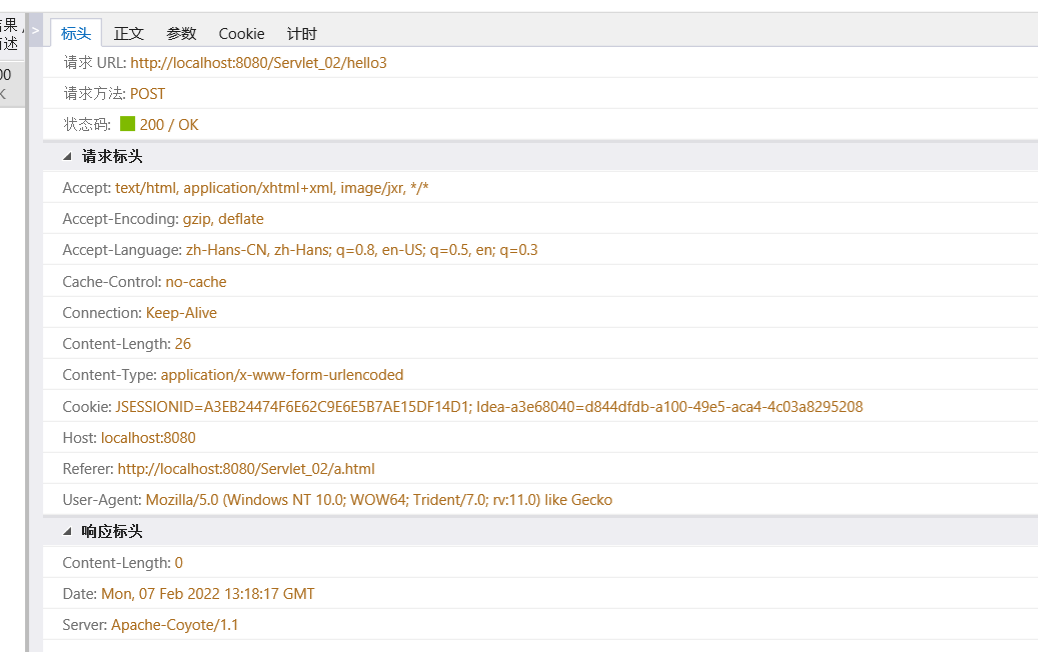 标头 正文 参数 Cookie 计时
请求 URL: http://localhost:8080/Servlet_02/hello3
请求方法: POST
状态码: 200 / OK
请求标头
Accept: text/html, application/xhtml+xml, image/jxr, */*
Accept-Encoding: gzip, deflate
Accept-Language: zh-Hans-CN, zh-Hans; q=0.8, en-US; q=0.5, en; q=0.3
Cache-Control: no-cache
Connection: Keep-Alive
Content-Length: 26
Content-Type: application/x-www-form-urlencoded
Cookie: JSESSIONID=A3EB24474F6E62C9E6E5B7AE15DF14D1; Idea-a3e68040=d844dfdb-a100-49e5-aca4-4c03a8295208
Host: localhost:8080
Referer: http://localhost:8080/Servlet_02/a.html
User-Agent: Mozilla/5.0 (Windows NT 10.0; WOW64; Trident/7.0; rv:11.0) like Gecko
响应标头
Content-Length: 0
Date: Mon, 07 Feb 2022 13:18:17 GMT
Server: Apache-Coyote/1.1